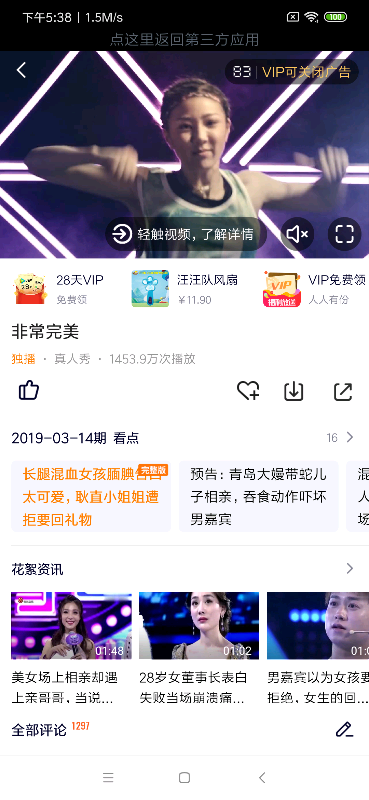 下午5:38 | 1.5M/s
100
点这里返回第三方应用
83 | VIP可关闭广告
轻触视频，了解详情
28天VIP
免费领
汪汪队风扇
￥11.90
VIP免费领
人人有份
非常完美
独播 · 真人秀 · 1453.9万次播放
2019-03-14期 看点
16
完整版
长腿混血女孩腼腆告白
太可爱，耿直小姐姐遭
拒要回礼物
预告：青岛大嫚带蛇儿
子相亲，吞食动作吓坏
男嘉宾
混
场
花絮资讯
01:48
01:02
0
美女场上相亲却遇
上亲哥哥，当说...
28岁女董事长表白
失败当场崩溃痛...
男嘉宾以为女孩要
拒绝，女生的回...
全部评论 1297